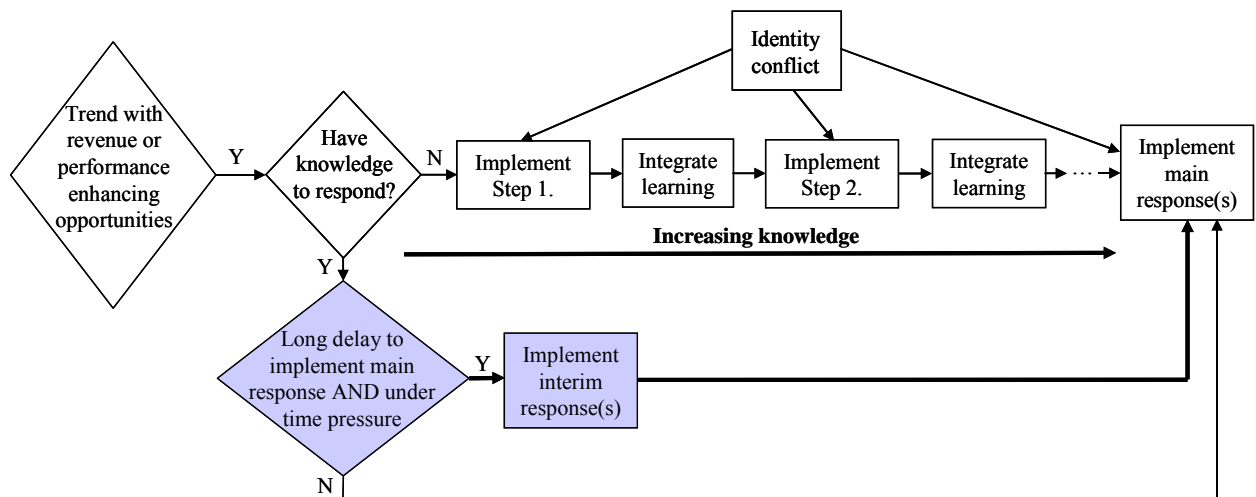 Identity
conflict
Trend with
revenue or
performance
enhancing
opportunities
Y
Have
knowledge
to respond?
N
Implement
Step 1.
Integrate
learning
Implement
Step 2.
Integrate
learning
...
Implement
main
response(s)
Increasing knowledge
Y
Long delay to
implement main
response AND under
time pressure
Y
Implement
interim
response(s)
N